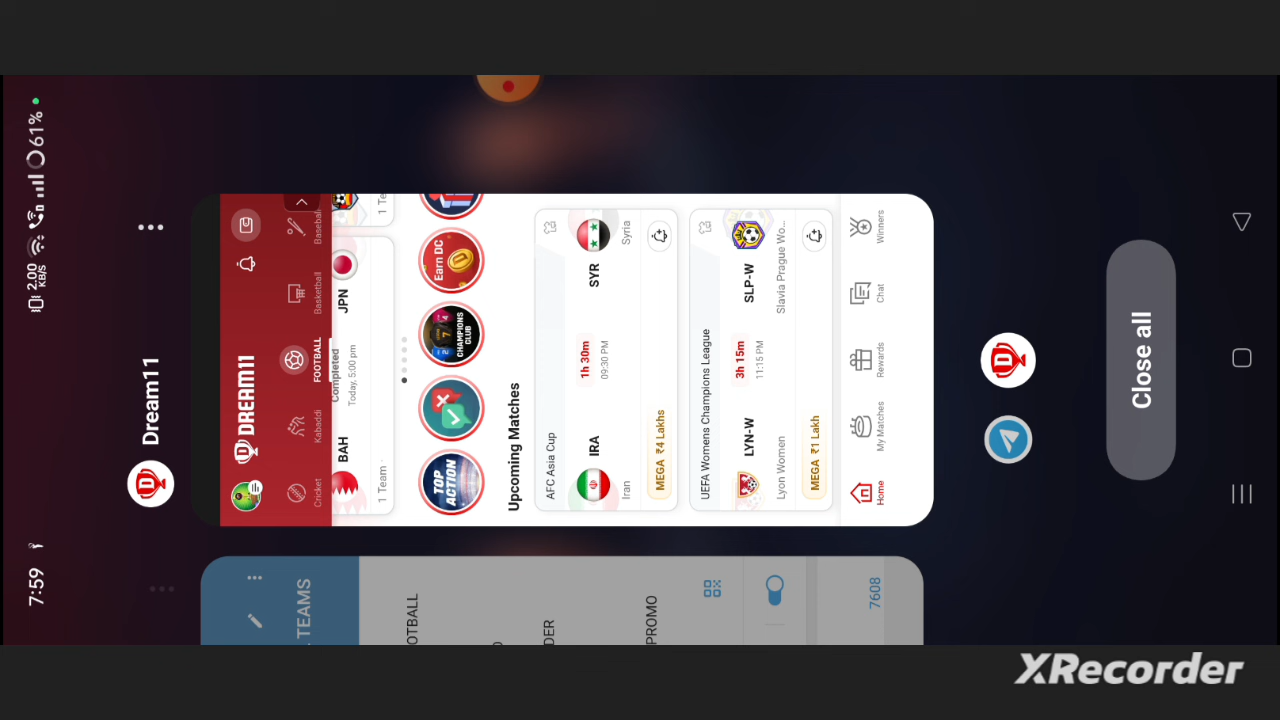 7:59
2.00 KB/S
61%
Dream11
DREAM11
Cricket
Kabaddi
FOOTBALL
Basketball
Baseball
BAH
Completed
JPN
1 Team
Today, 5:00 pm
1 Te
TOP ACTION
CHAMPIONS CLUB
Earn DC
Upcoming Matches
AFC Asia Cup
IRA
1h 30m
SYR
Iran
09:30 PM
Syria
MEGA ₹4 Lakhs
UEFA Womens Champions League
LYN-W
3h 15m
SLP-W
Lyon Women
11:15 PM
Slavia Prague Wo...
MEGA ₹1 Lakh
Home
My Matches
Rewards
Chat
Winners
TEAMS
OTBALL
DER
PROMO
7608
Close all
XRecorder